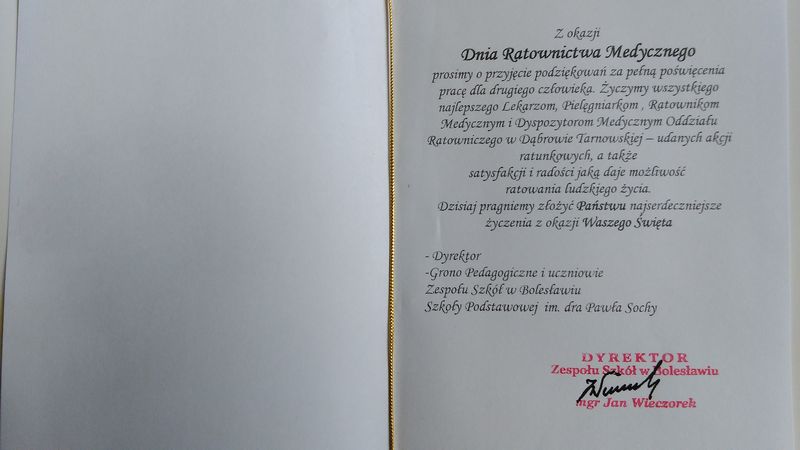 Z okazji
Dnia Ratownictwa Medycznego
prosimy o przyjęcie podziękowań za pełną poświęcenia
pracę dla drugiego człowieka. Życzymy wszystkiego
najlepszego Lekarzom, Pielęgniarkom , Ratownikom
Medycznym i Dyspozytorom Medycznym Oddziału
Ratowniczego w Dąbrowie Tarnowskiej – udanych akcji
ratunkowych, a także
satysfakcji i radości jaką daje możliwość
ratowania ludzkiego życia.
Dzisiaj pragniemy złożyć Państwu najserdeczniejsze
życzenia z okazji Waszego Święta
- Dyrektor
-Grono Pedagogiczne i uczniowie
Zespołu Szkół w Bolesławiu
Szkoły Podstawowej im. dra Pawła Sochy
DYREKTOR
Zespołu Szkół w Bolesławiu
mgr Jan Wieczorek